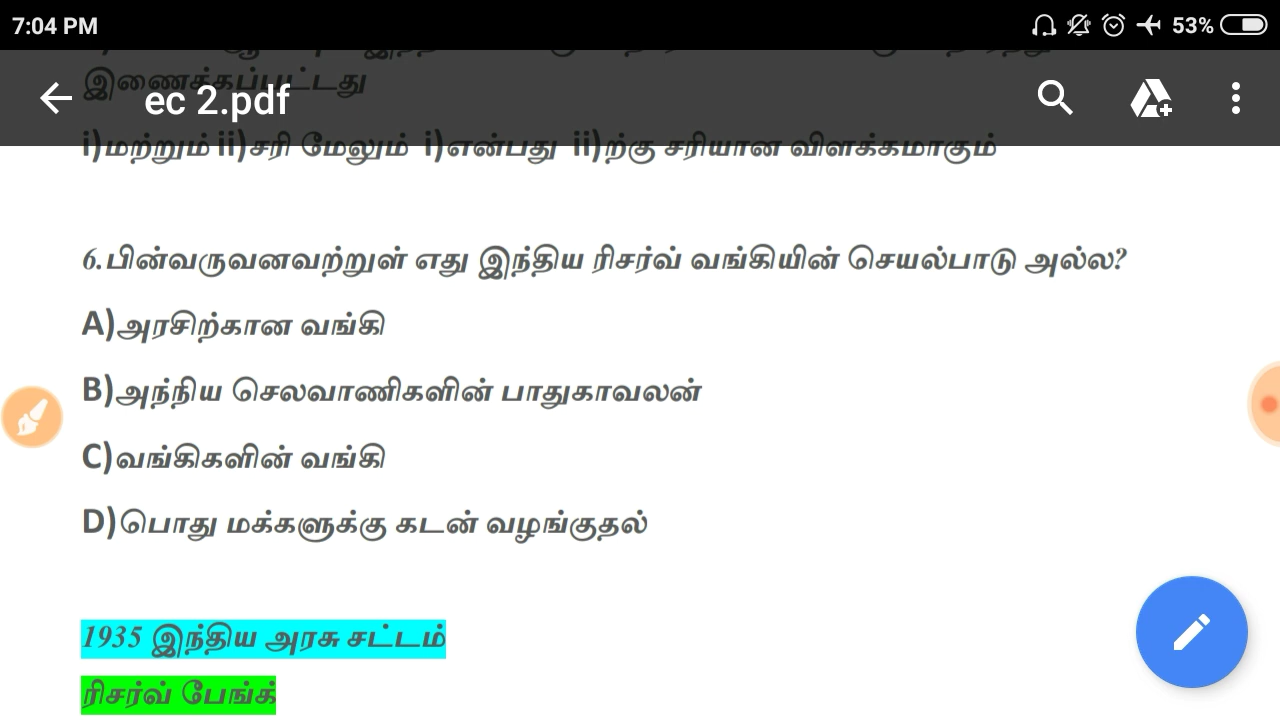 7:04 PM
53%
இணைக்கப்பட்டது
ec 2.pdf
i)மற்றும் ii)சரி மேலும் i)என்பது ii)ற்கு சரியான விளக்கமாகும்
6.பின்வருவனவற்றுள் எது இந்திய ரிசர்வ் வங்கியின் செயல்பாடு அல்ல?
A)அரசிற்கான வங்கி
B)அந்நிய செலவாணிகளின் பாதுகாவலன்
C)வங்கிகளின் வங்கி
D)பொது மக்களுக்கு கடன் வழங்குதல்
1935 இந்திய அரசு சட்டம்
ரிசர்வ் பேங்க்